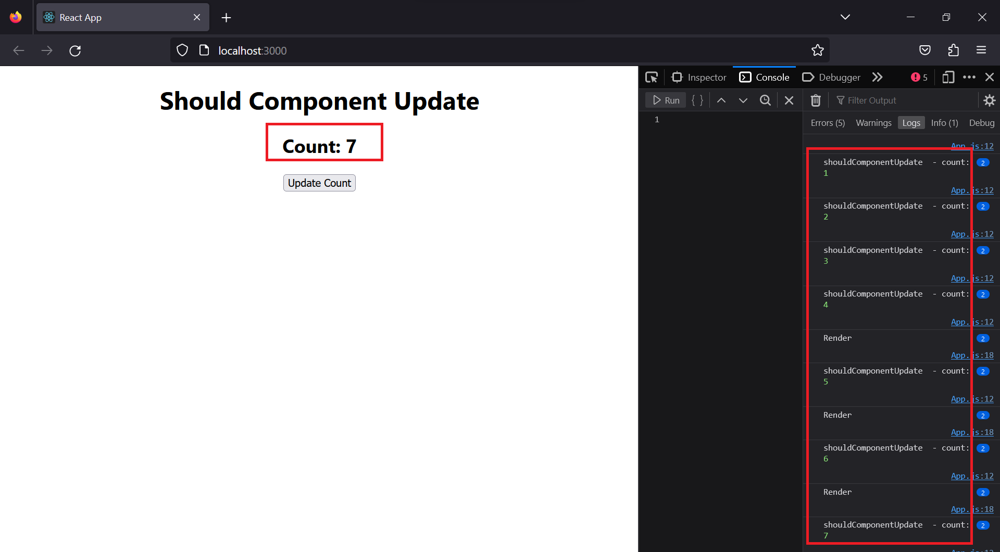 React App
localhost:3000
Inspector
Console
Debugger
5
Run
{ }
Filter Output
Errors (5)
Warnings
Logs
Info (1)
Debug
Should Component Update
Count: 7
Update Count
1
App.js:12
shouldComponentUpdate - count: 2
1
App.js:12
shouldComponentUpdate - count: 2
2
App.js:12
shouldComponentUpdate - count: 2
3
App.js:12
shouldComponentUpdate - count: 2
4
App.js:12
Render 2
App.js:18
shouldComponentUpdate - count: 2
5
App.js:12
Render 2
App.js:18
shouldComponentUpdate - count: 2
6
App.js:12
Render 2
App.js:18
shouldComponentUpdate - count: 2
7
App.js:12